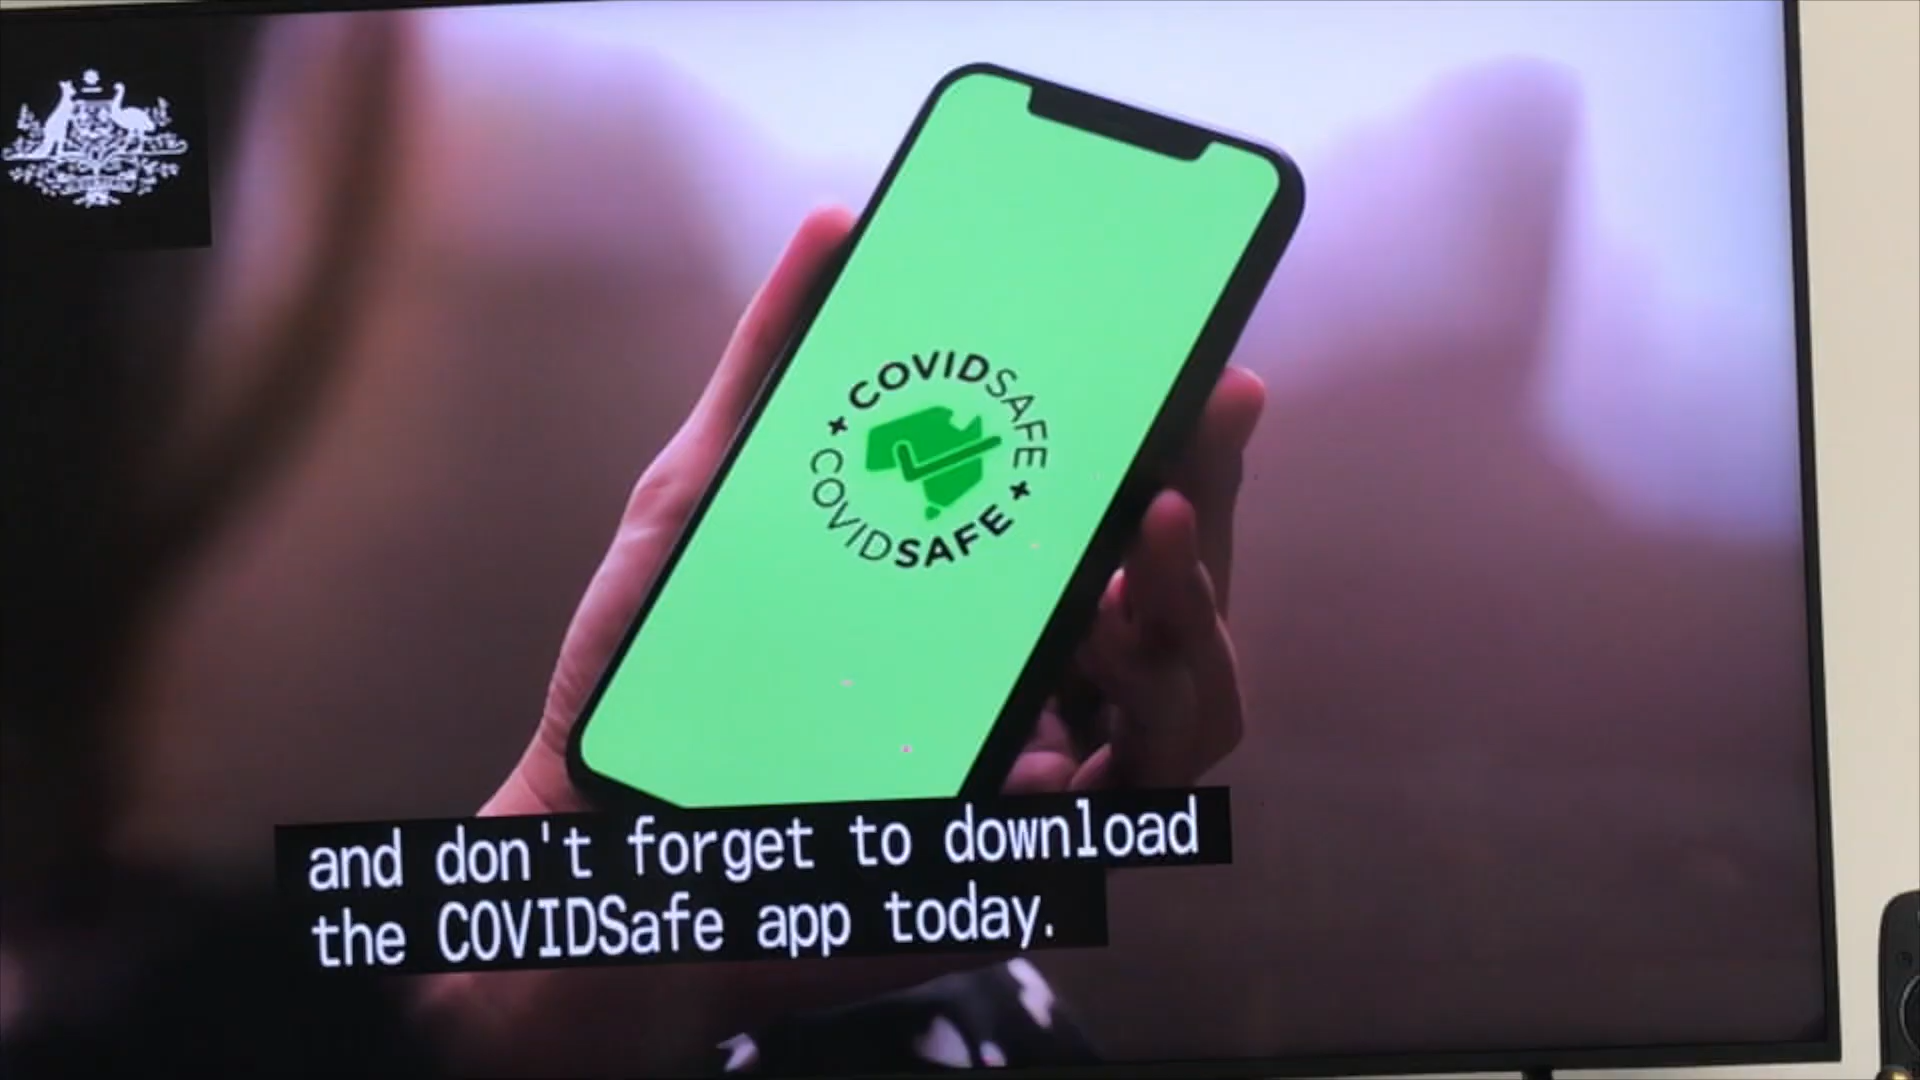 COVIDSAFE
COVIDSAFE
and don't forget to download
the COVIDSafe app today.